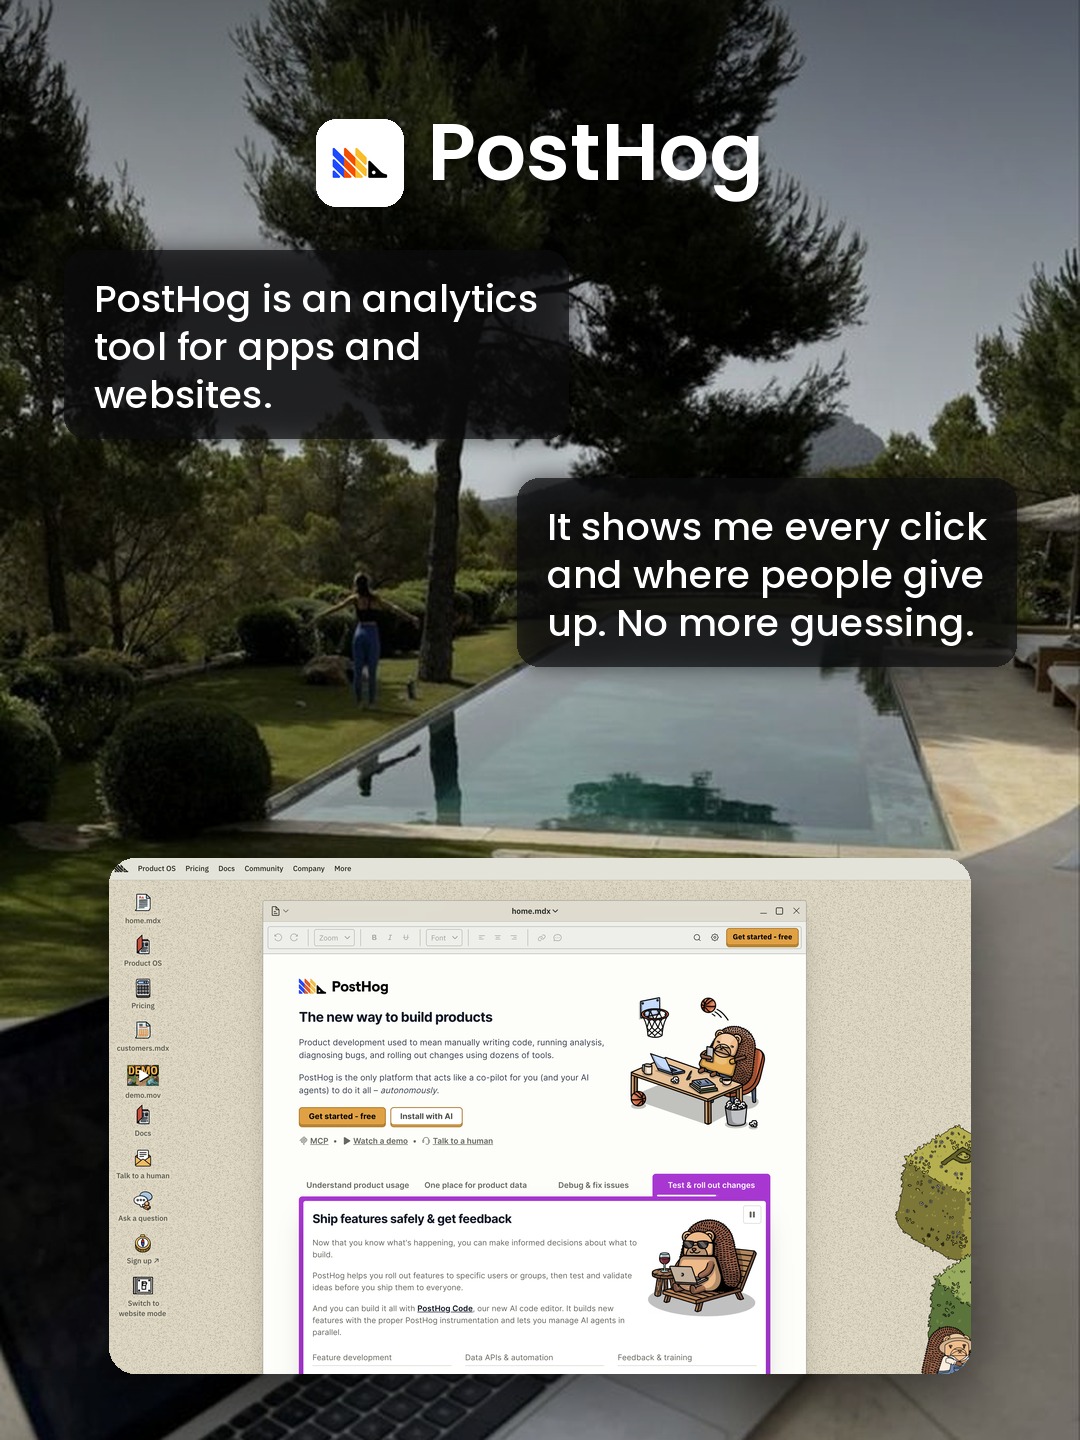 PostHog
PostHog is an analytics
tool for apps and
websites.
It shows me every click
and where people give
up. No more guessing.
Product OS Pricing Docs Community Company More
home.mdx
Product OS
Pricing
customers.mdx
DEMO
demo.mov
Docs
Talk to a human
Ask a question
Sign up ↗
Switch to
website mode
home.mdx
Zoom B I U Font Get started - free
PostHog
The new way to build products
Product development used to mean manually writing code, running analysis,
diagnosing bugs, and rolling out changes using dozens of tools.
PostHog is the only platform that acts like a co-pilot for you (and your AI
agents) to do it all – autonomously.
Get started - free Install with AI
MCP • Watch a demo • Talk to a human
Understand product usage One place for product data Debug & fix issues Test & roll out changes
Ship features safely & get feedback
Now that you know what's happening, you can make informed decisions about what to
build.
PostHog helps you roll out features to specific users or groups, then test and validate
ideas before you ship them to everyone.
And you can build it all with PostHog Code, our new AI code editor. It builds new
features with the proper PostHog instrumentation and lets you manage AI agents in
parallel.
Feature development Data APIs & automation Feedback & training